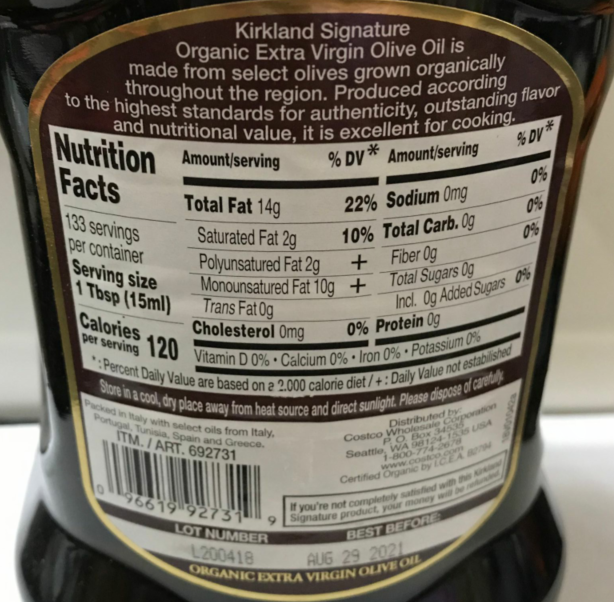 Kirkland Signature
Organic Extra Virgin Olive Oil is
made from select olives grown organically
throughout the region. Produced according
to the highest standards for authenticity, outstanding flavor
and nutritional value, it is excellent for cooking.
Nutrition
Facts
133 servings
per container
Serving size
1 Tbsp (15ml)
Calories
per serving 120
Amount/serving % DV*
Total Fat 14g 22%
Saturated Fat 2g 10%
Polyunsatured Fat 2g +
Monounsatured Fat 10g +
Trans Fat 0g
Cholesterol 0mg 0%
Amount/serving % DV*
Sodium 0mg 0%
Total Carb. 0g 0%
Fiber 0g 0%
Total Sugars 0g
Incl. 0g Added Sugars 0%
Protein 0g
Vitamin D 0% • Calcium 0% • Iron 0% • Potassium 0%
* : Percent Daily Value are based on a 2.000 calorie diet / + : Daily Value not established
Store in a cool, dry place away from heat source and direct sunlight. Please dispose of carefully.
Packed in Italy with select oils from Italy,
Portugal, Tunisia, Spain and Greece.
ITM. / ART. 692731
0 96619 92731 9
Distributed by:
Costco Wholesale Corporation
P. O. Box 34535
Seattle, WA 98124-1535 USA
1-800-774-2678
www.costco.com
Certified Organic by I.C.E.A.
If you're not completely satisfied with this Kirkland
Signature product, your money will be refunded.
LOT NUMBER
L200418
BEST BEFORE:
AUG 29 2021
ORGANIC EXTRA VIRGIN OLIVE OIL